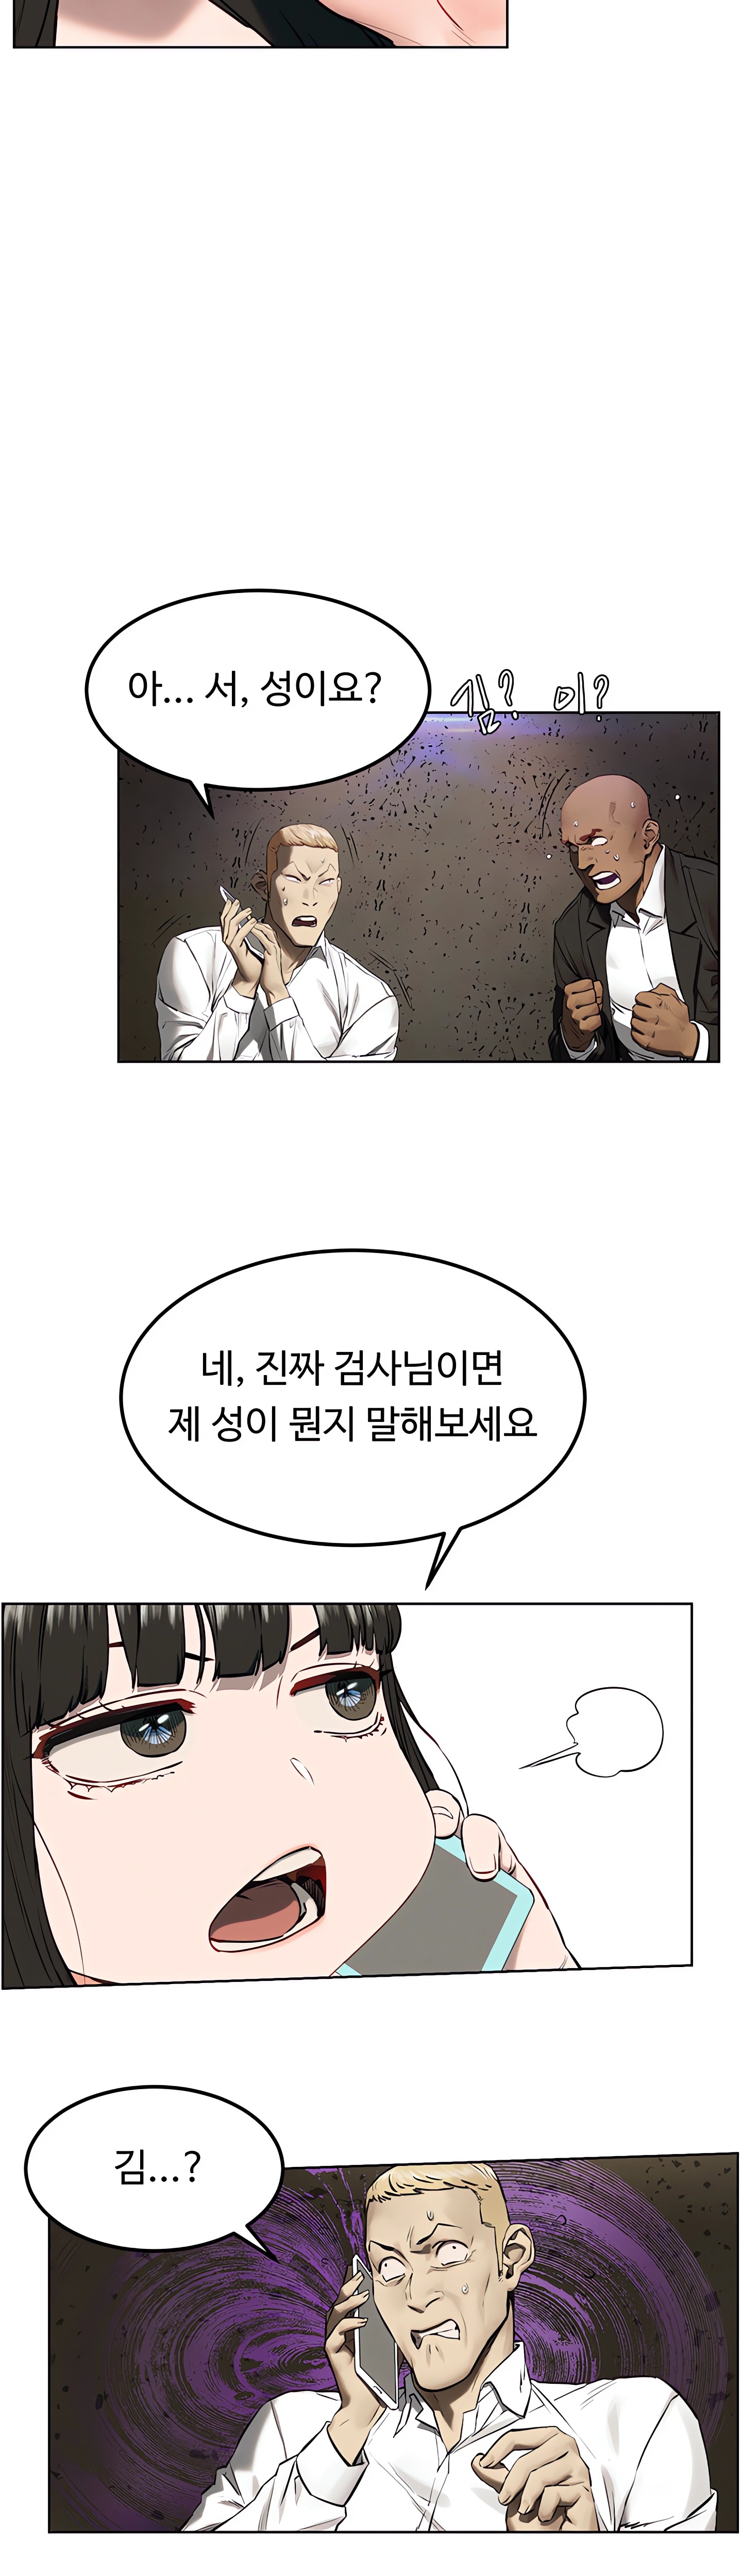 아... 서, 성이요?
김? 이?
네, 진짜 검사님이면
제 성이 뭔지 말해보세요
김...?